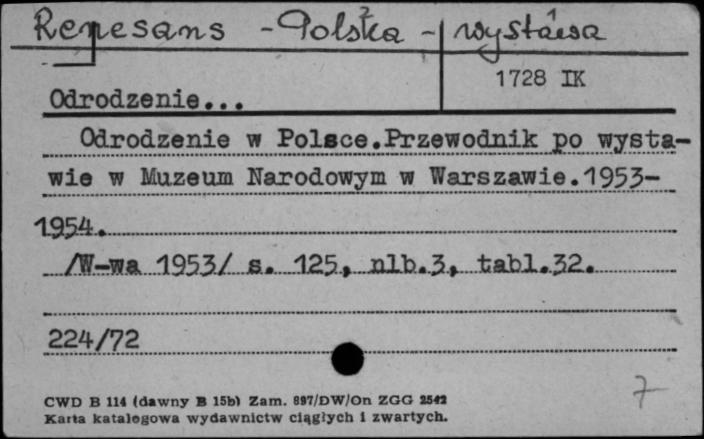 Renesans - Polska - wystawa
1728 IK
Odrodzenie...
Odrodzenie w Polsce.Przewodnik po wysta-
wie w Muzeum Narodowym w Warszawie.1953-
1954.
/W-wa 1953/ s. 125, nlb.3, tabl.32.
224/72
7
CWD B 114 (dawny B 15b) Zam. 897/DW/On ZGG 2542
Karta katalogowa wydawnictw ciągłych i zwartych.